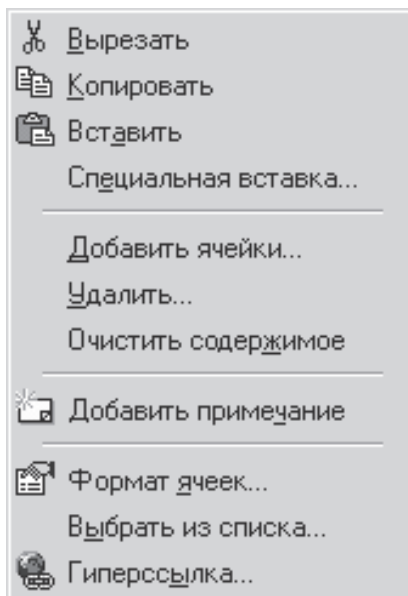 Вырезать
Копировать
Вставить
Специальная вставка...
Добавить ячейки...
Удалить...
Очистить содержимое
Добавить примечание
Формат ячеек...
Выбрать из списка...
Гиперссылка...